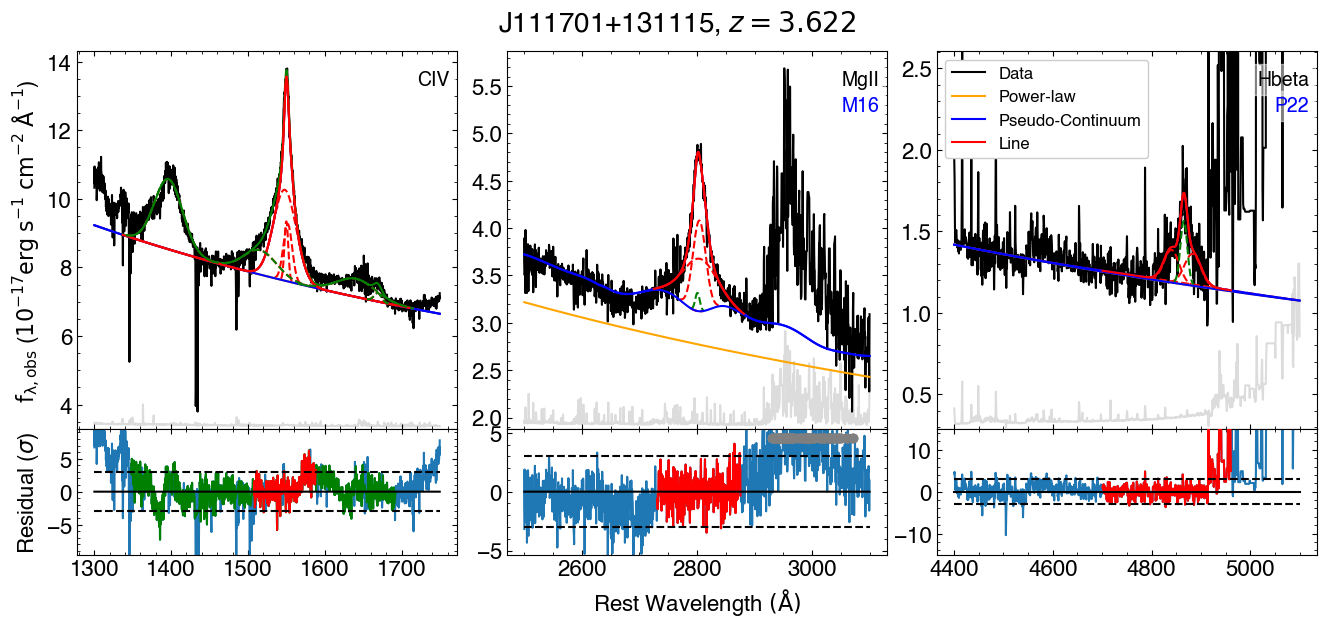 J111701+131115, z = 3.622
f_λ,obs (10⁻¹⁷erg s⁻¹ cm⁻² Å⁻¹)
14
12
10
8
6
4
CIV
5.5
5.0
4.5
4.0
3.5
3.0
2.5
2.0
MgII
M16
2.5
2.0
1.5
1.0
0.5
Data
Power-law
Pseudo-Continuum
Line
Hbeta
P22
Residual (σ)
5
0
−5
1300 1400 1500 1600 1700
5
0
−5
2600 2800 3000
10
0
−10
4400 4600 4800 5000
Rest Wavelength (Å)